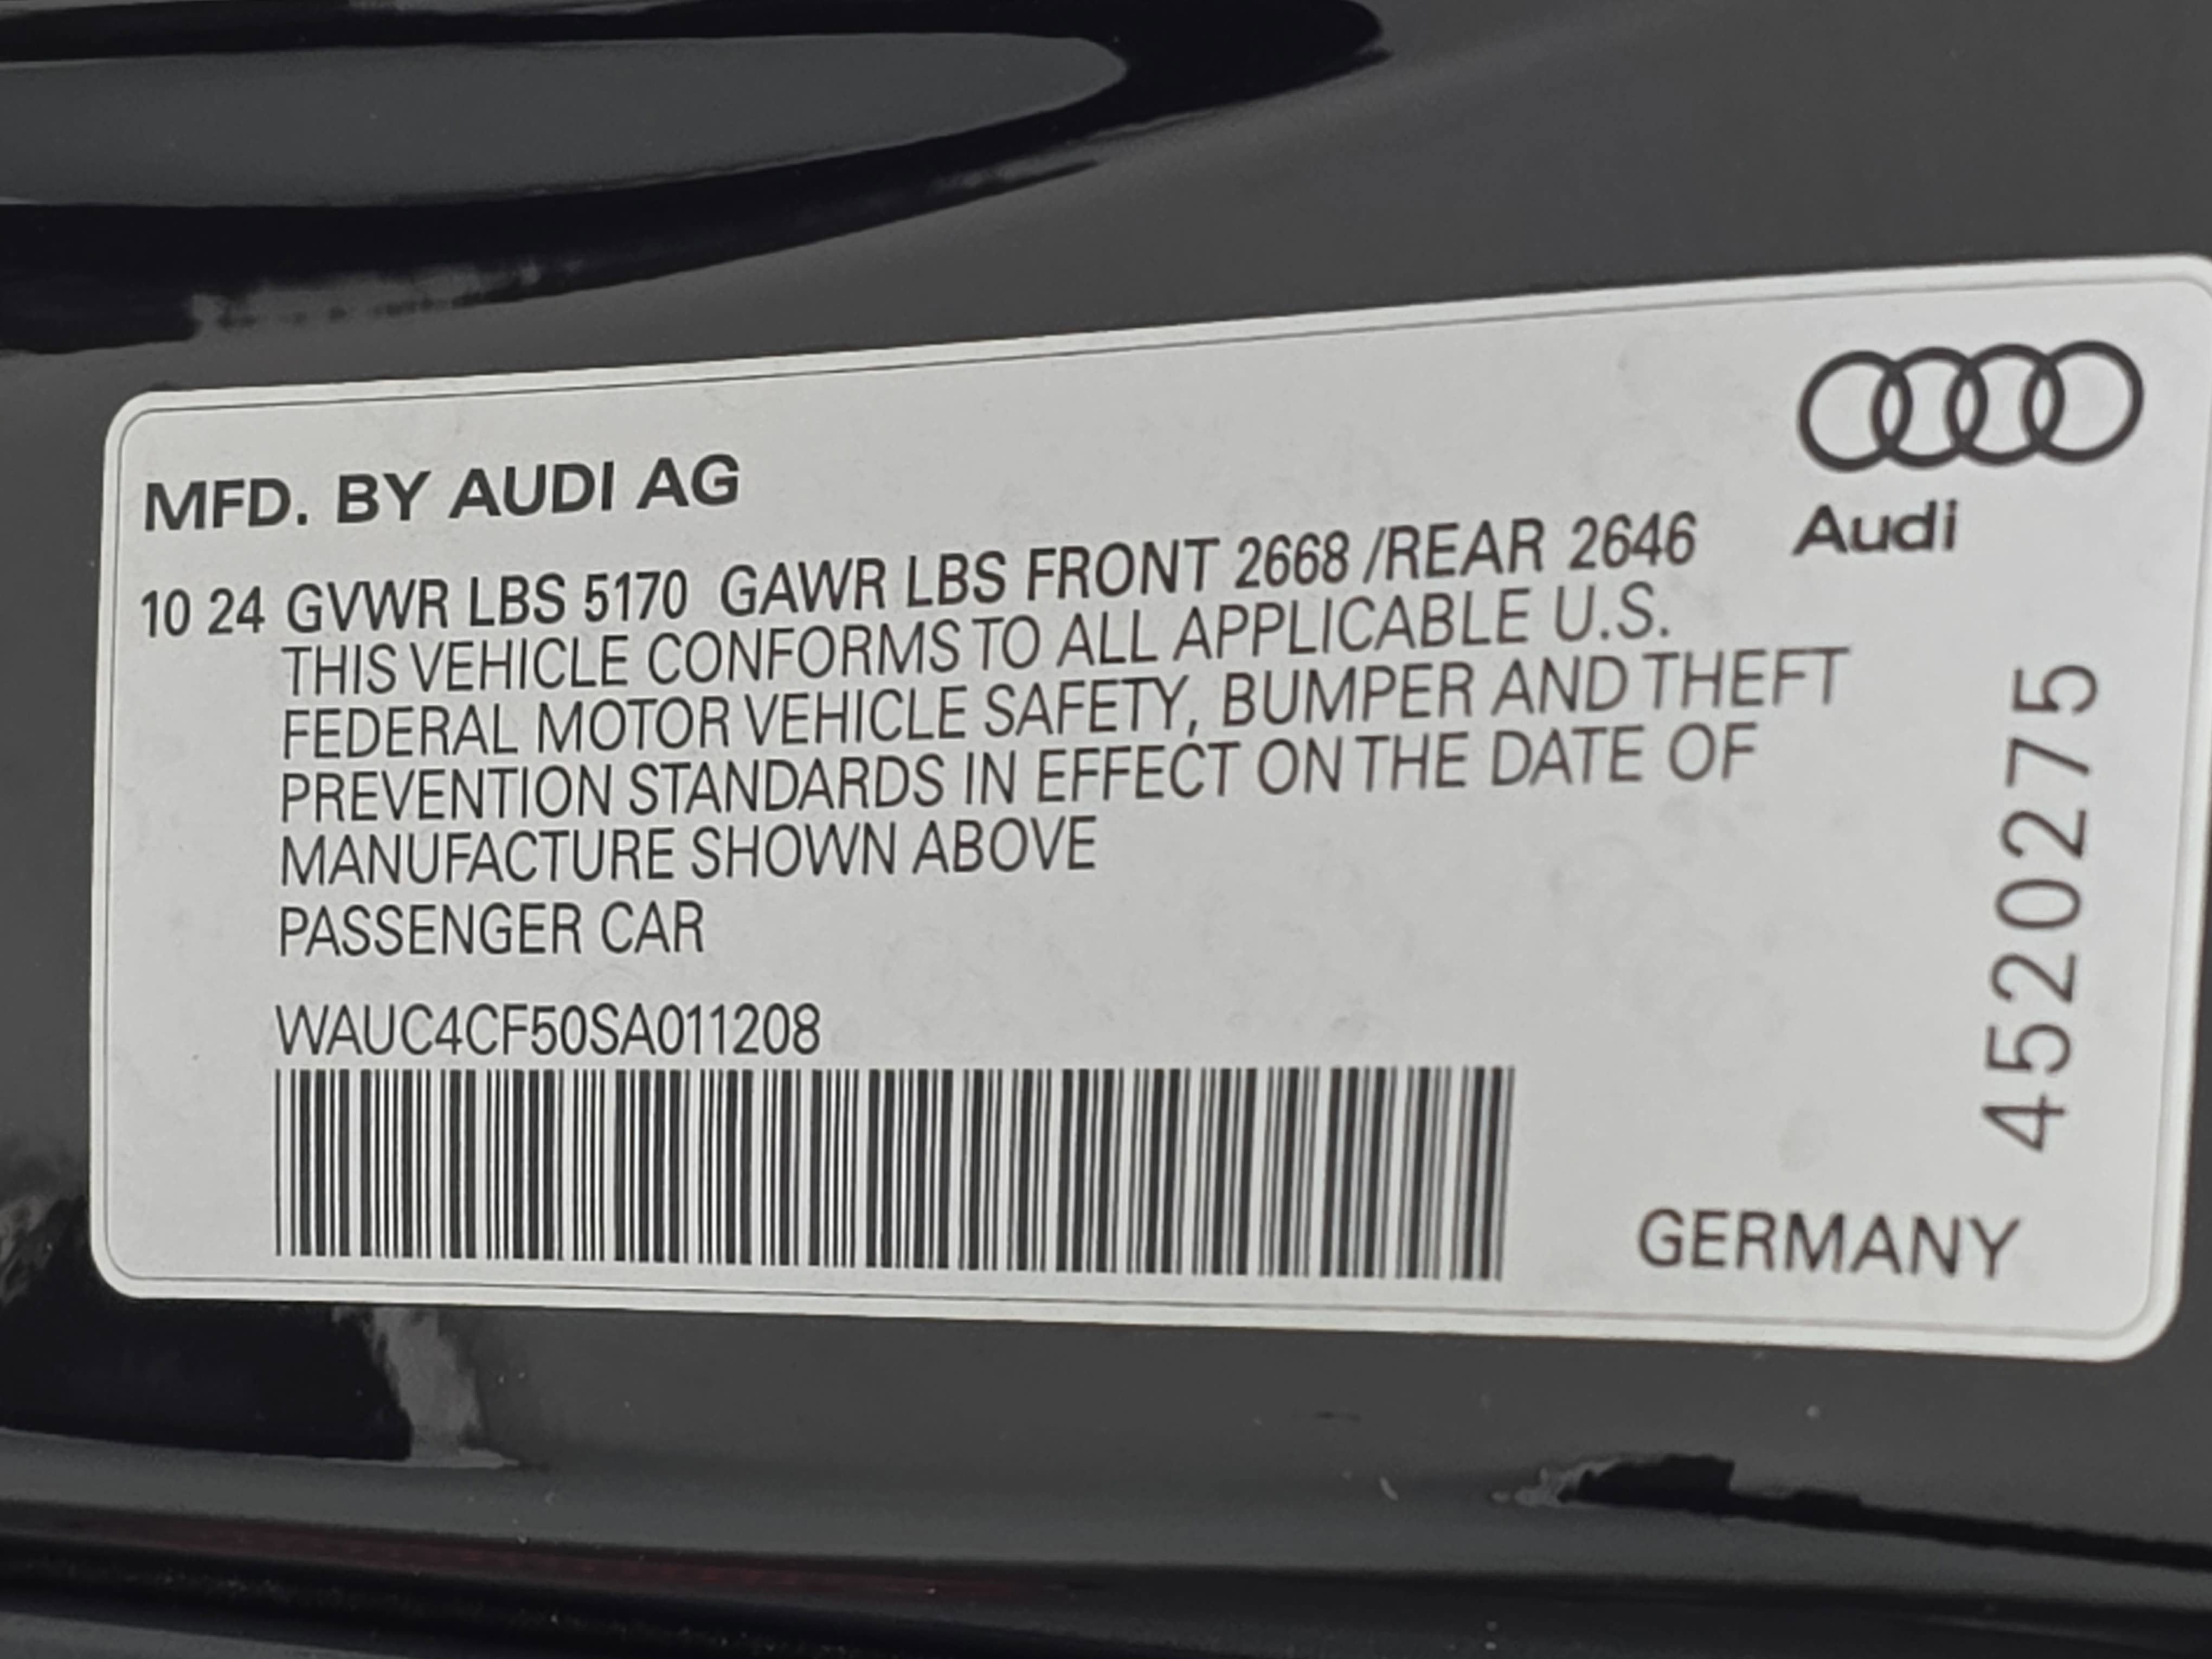 MFD. BY AUDI AG
Audi
10 24 GVWR LBS 5170 GAWR LBS FRONT 2668 /REAR 2646
THIS VEHICLE CONFORMS TO ALL APPLICABLE U.S.
FEDERAL MOTOR VEHICLE SAFETY, BUMPER AND THEFT
PREVENTION STANDARDS IN EFFECT ON THE DATE OF
MANUFACTURE SHOWN ABOVE
PASSENGER CAR
WAUC4CF50SA011208
4520275
GERMANY